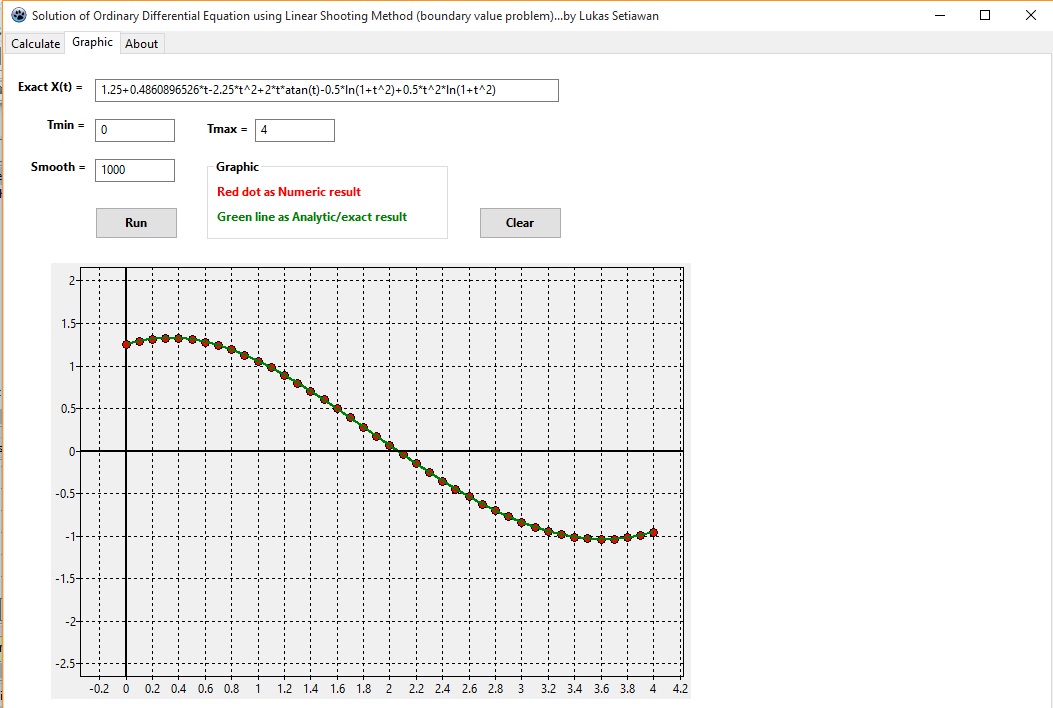 Solution of Ordinary Differential Equation using Linear Shooting Method (boundary value problem)...by Lukas Setiawan
Calculate Graphic About
Exact X(t) = 1.25+0.4860896526*t-2.25*t^2+2*t*atan(t)-0.5*ln(1+t^2)+0.5*t^2*ln(1+t^2)
Tmin = 0 Tmax = 4
Smooth = 1000
Graphic
Red dot as Numeric result
Green line as Analytic/exact result
Run Clear
2
1.5
1
0.5
0
-0.5
-1
-1.5
-2
-2.5
-0.2 0 0.2 0.4 0.6 0.8 1 1.2 1.4 1.6 1.8 2 2.2 2.4 2.6 2.8 3 3.2 3.4 3.6 3.8 4 4.2